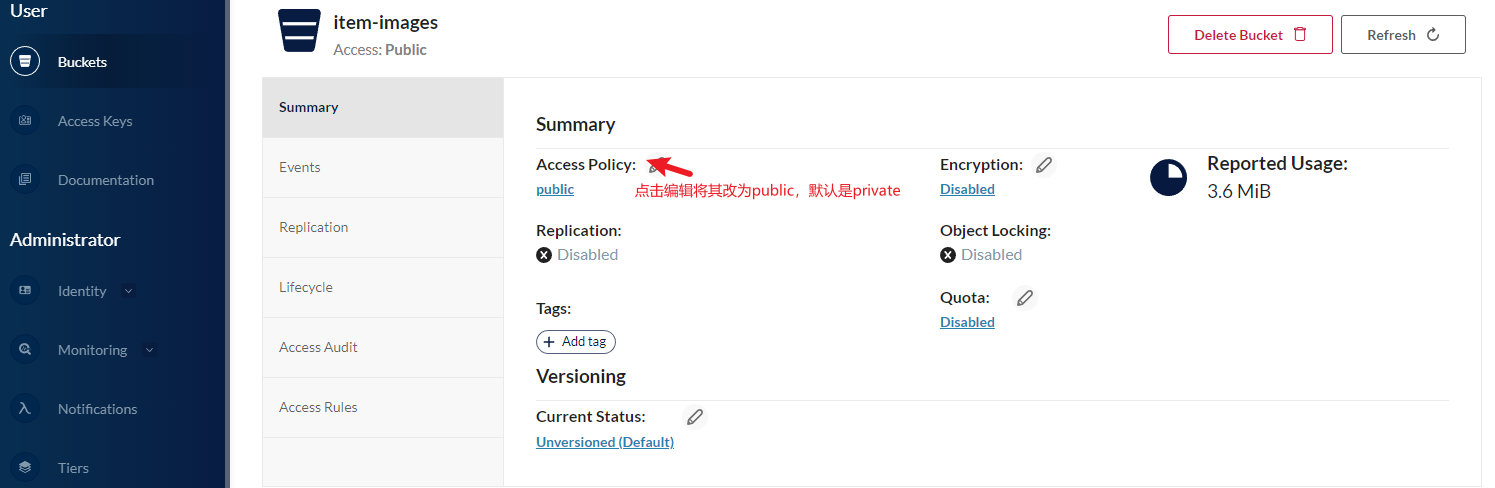 User
Buckets
Access Keys
Documentation
Administrator
Identity
Monitoring
Notifications
Tiers
item-images
Access: Public
Delete Bucket
Refresh
Summary
Events
Replication
Lifecycle
Access Audit
Access Rules
Summary
Access Policy:
public
点击编辑将其改为public，默认是private
Encryption:
Disabled
Reported Usage:
3.6 MiB
Replication:
Disabled
Object Locking:
Disabled
Tags:
+ Add tag
Quota:
Disabled
Versioning
Current Status:
Unversioned (Default)